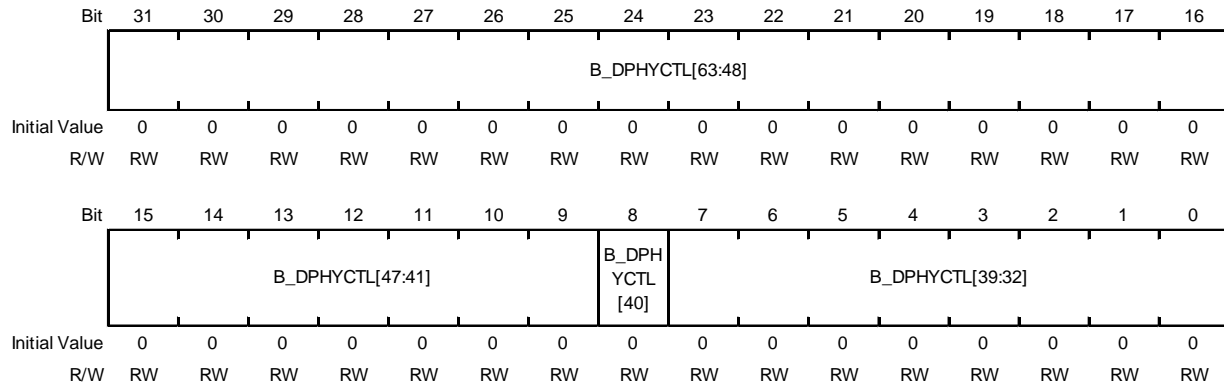 Bit 31 30 29 28 27 26 25 24 23 22 21 20 19 18 17 16
B_DPHYCTL[63:48]
Initial Value 0 0 0 0 0 0 0 0 0 0 0 0 0 0 0 0
R/W RW RW RW RW RW RW RW RW RW RW RW RW RW RW RW RW
Bit 15 14 13 12 11 10 9 8 7 6 5 4 3 2 1 0
B_DPHYCTL[47:41]
B_DPH
YCTL
[40]
B_DPHYCTL[39:32]
Initial Value 0 0 0 0 0 0 0 0 0 0 0 0 0 0 0 0
R/W RW RW RW RW RW RW RW RW RW RW RW RW RW RW RW RW